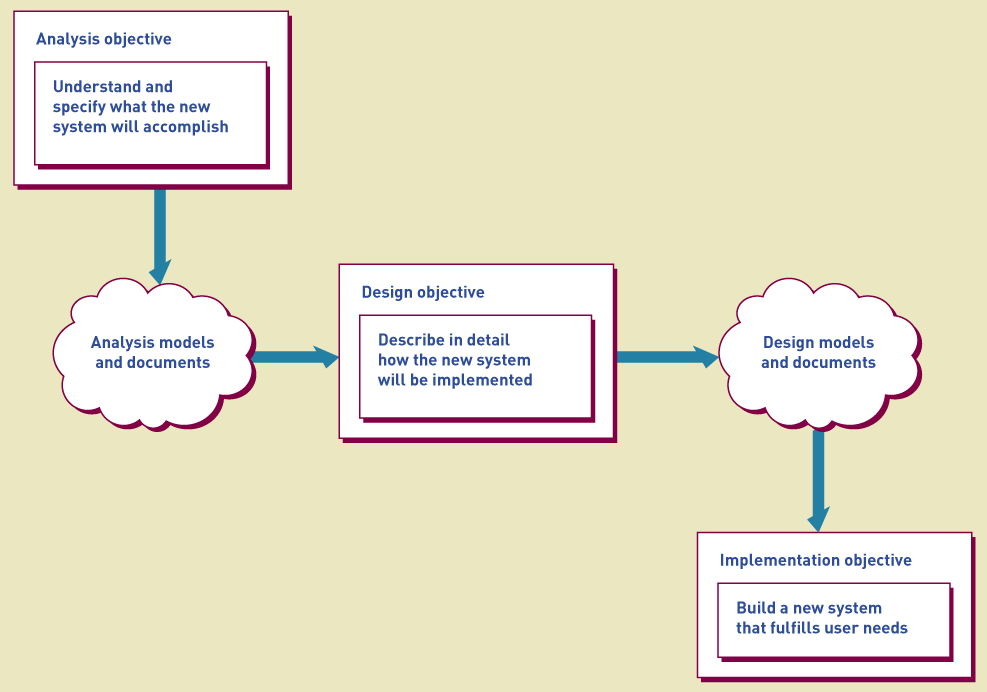 Analysis objective
Understand and
specify what the new
system will accomplish
Analysis models
and documents
Design objective
Describe in detail
how the new system
will be implemented
Design models
and documents
Implementation objective
Build a new system
that fulfills user needs